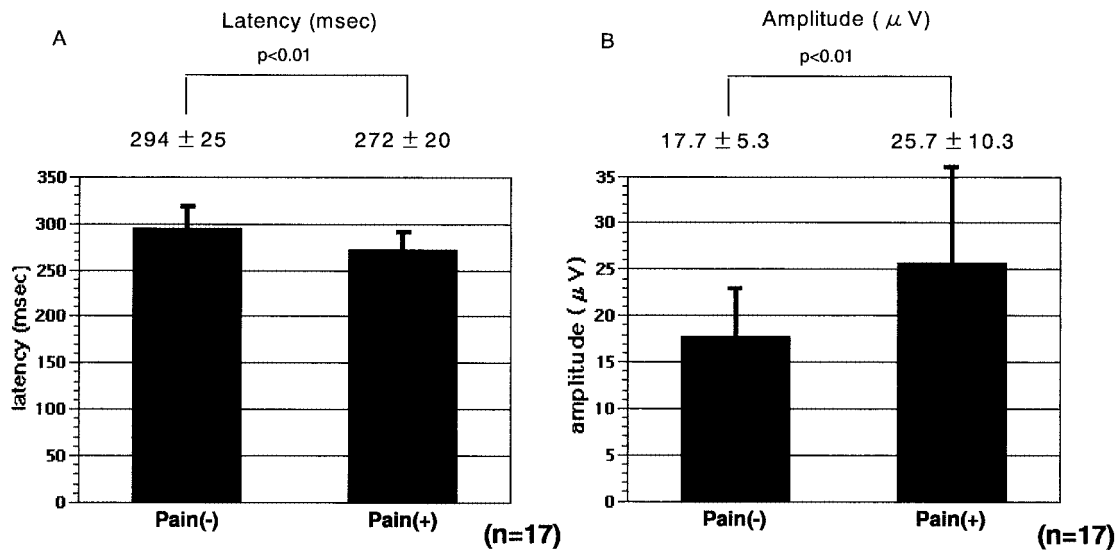 A
Latency (msec)
p<0.01
294 ± 25
272 ± 20
350
300
250
200
150
100
50
0
latency (msec)
Pain(-)
Pain(+)
(n=17)
B
Amplitude ( μ V)
p<0.01
17.7 ± 5.3
25.7 ± 10.3
35
30
25
20
15
10
5
0
amplitude ( μ V)
Pain(-)
Pain(+)
(n=17)